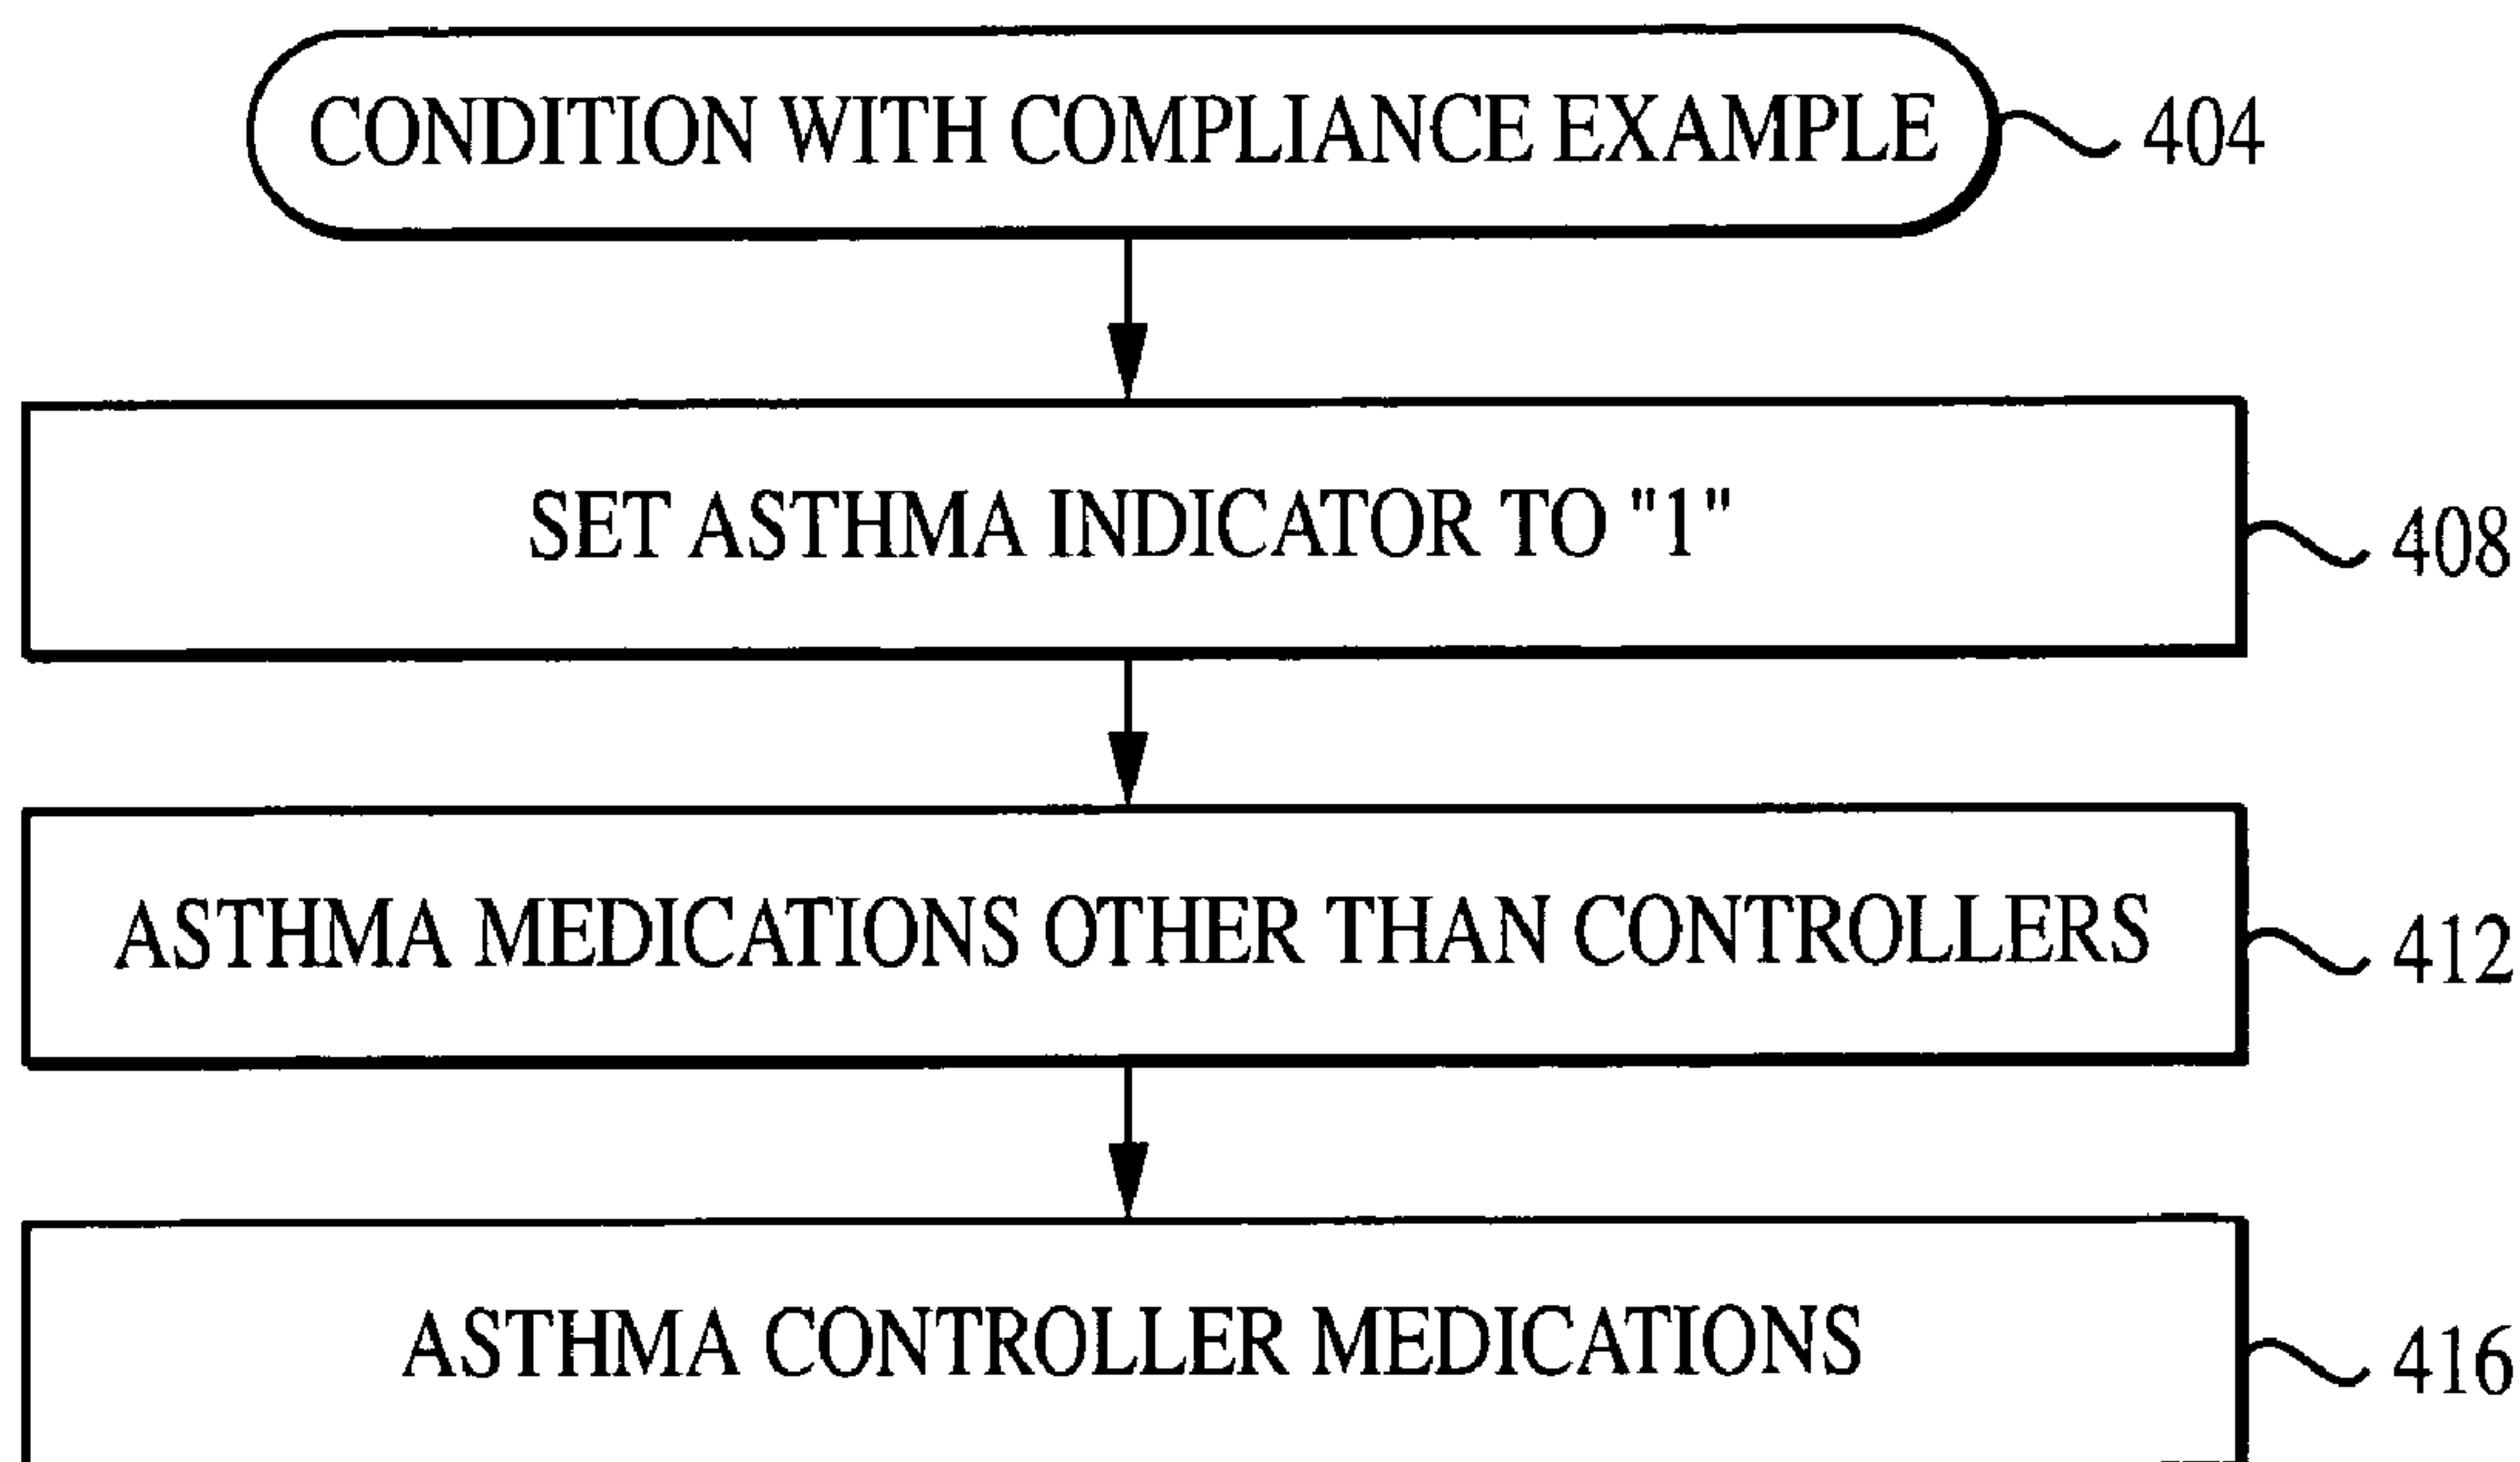 CONDITION WITH COMPLIANCE EXAMPLE
404
SET ASTHMA INDICATOR TO "1"
408
ASTHMA MEDICATIONS OTHER THAN CONTROLLERS
412
ASTHMA CONTROLLER MEDICATIONS
416